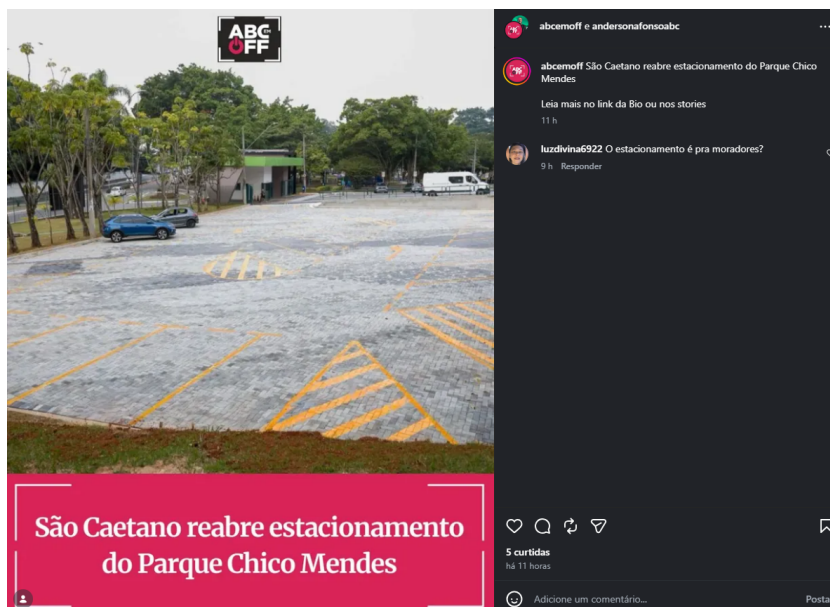 ABC EM
OFF
São Caetano reabre estacionamento
do Parque Chico Mendes
abcemoff e andersonafonsoabc
abcemoff São Caetano reabre estacionamento do Parque Chico
Mendes
Leia mais no link da Bio ou nos stories
11 h
luzdivina6922 O estacionamento é pra moradores?
9 h Responder
5 curtidas
há 11 horas
Adicione um comentário...
Posta